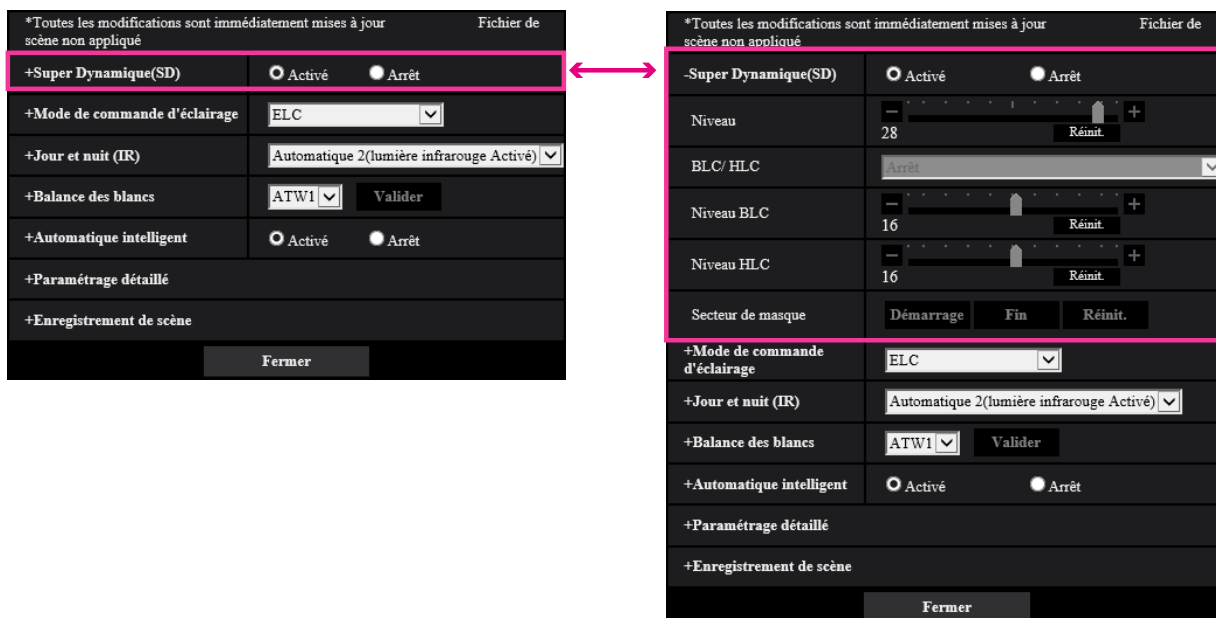 *Toutes les modifications sont immédiatement mises à jour Fichier de
scène non appliqué
+Super Dynamique(SD) Activé Arrêt
+Mode de commande d'éclairage ELC
+Jour et nuit (IR) Automatique 2(lumière infrarouge Activé)
+Balance des blancs ATW1 Valider
+Automatique intelligent Activé Arrêt
+Paramétrage détaillé
+Enregistrement de scène
Fermer
*Toutes les modifications sont immédiatement mises à jour Fichier de
scène non appliqué
-Super Dynamique(SD) Activé Arrêt
Niveau - +
28 Réinit.
BLC/ HLC Arrêt
Niveau BLC - +
16 Réinit.
Niveau HLC - +
16 Réinit.
Secteur de masque Démarrage Fin Réinit.
+Mode de commande
d'éclairage ELC
+Jour et nuit (IR) Automatique 2(lumière infrarouge Activé)
+Balance des blancs ATW1 Valider
+Automatique intelligent Activé Arrêt
+Paramétrage détaillé
+Enregistrement de scène
Fermer